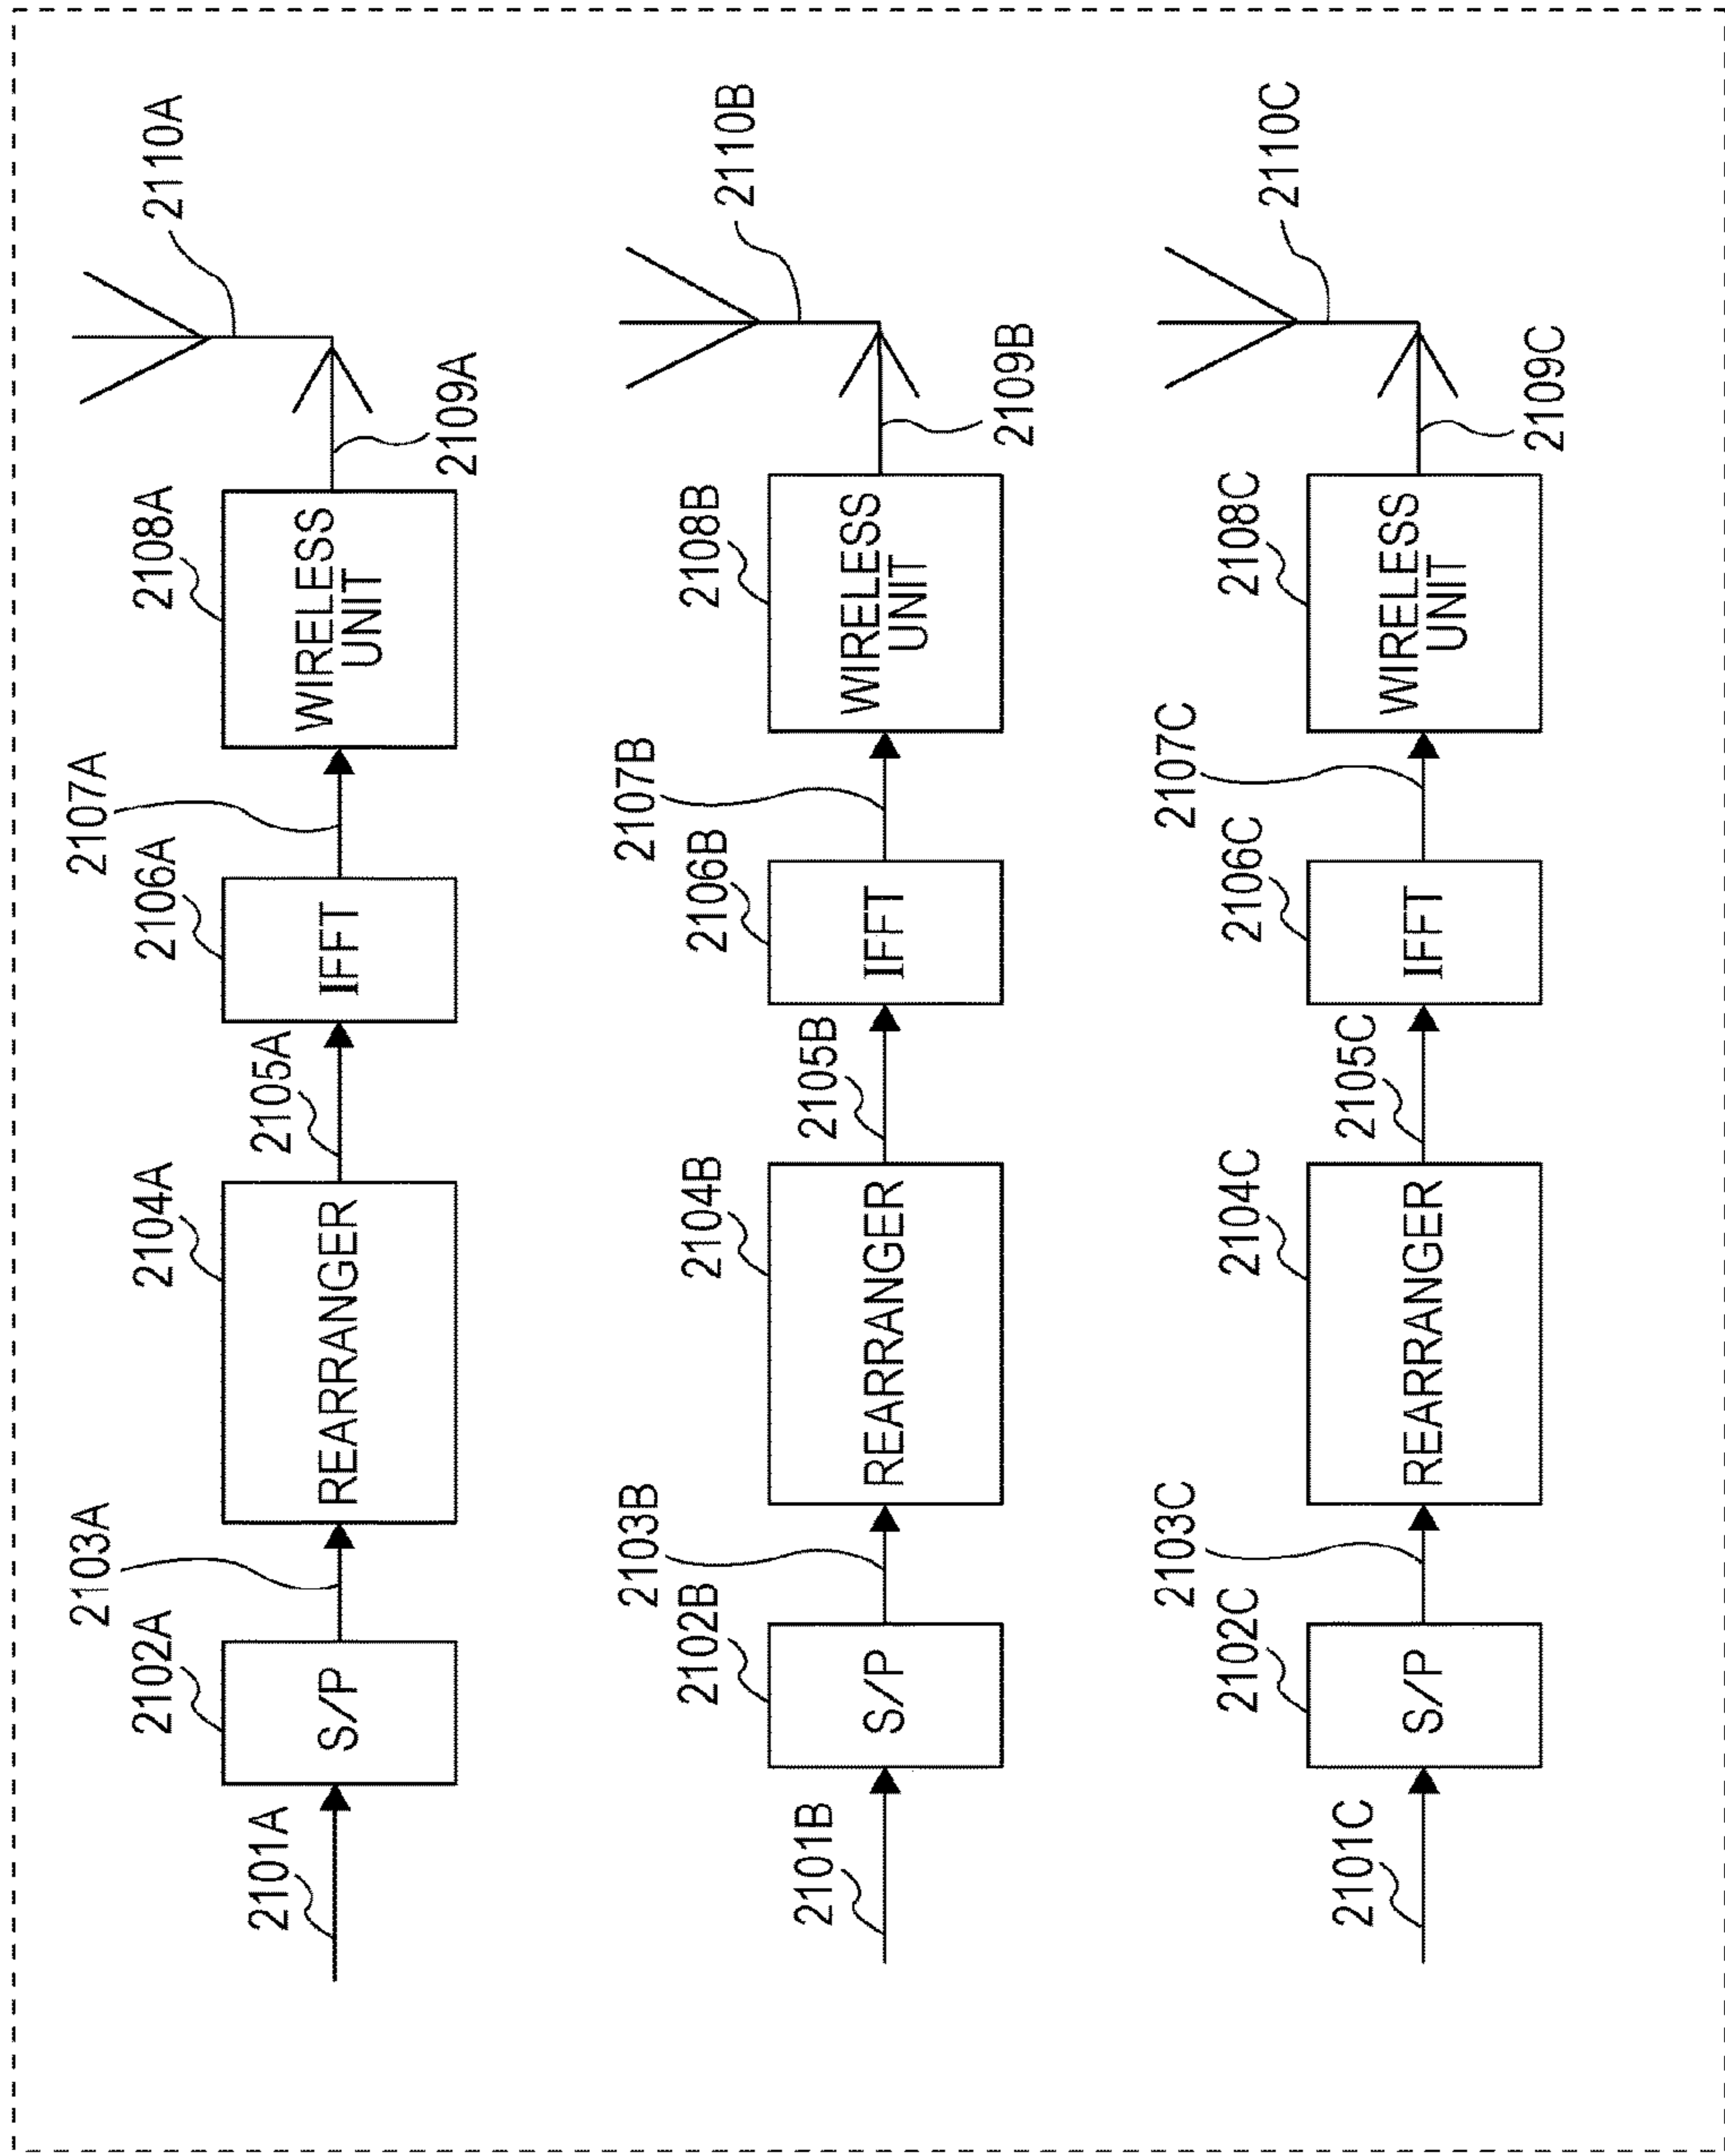 2101A
2102A
S/P
2103A
2104A
REARRANGER
2105A
2106A
IFFT
2107A
2108A
WIRELESS
UNIT
2109A
2110A
2101B
2102B
S/P
2103B
2104B
REARRANGER
2105B
2106B
IFFT
2107B
2108B
WIRELESS
UNIT
2109B
2110B
2101C
2102C
S/P
2103C
2104C
REARRANGER
2105C
2106C
IFFT
2107C
2108C
WIRELESS
UNIT
2109C
2110C